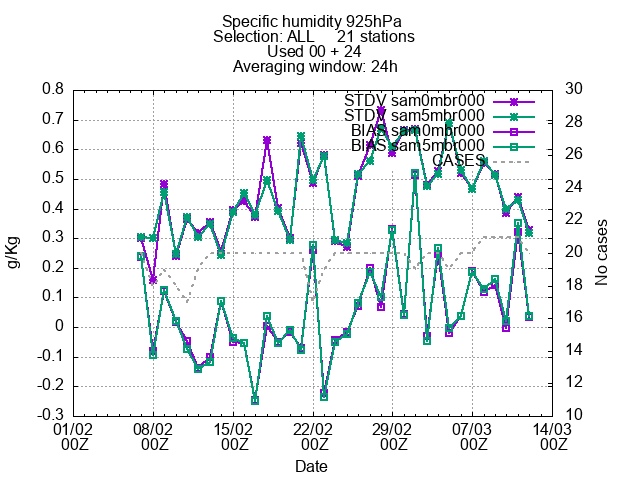 Specific humidity 925hPa
Selection: ALL 21 stations
Used 00 + 24
Averaging window: 24h
STDV sam0mbr000
STDV sam5mbr000
BIAS sam0mbr000
BIAS sam5mbr000
CASES
g/Kg
0.8
0.7
0.6
0.5
0.4
0.3
0.2
0.1
0
-0.1
-0.2
-0.3
No cases
30
28
26
24
22
20
18
16
14
12
10
01/02 08/02 15/02 22/02 29/02 07/03 14/03
00Z 00Z 00Z 00Z 00Z 00Z 00Z
Date